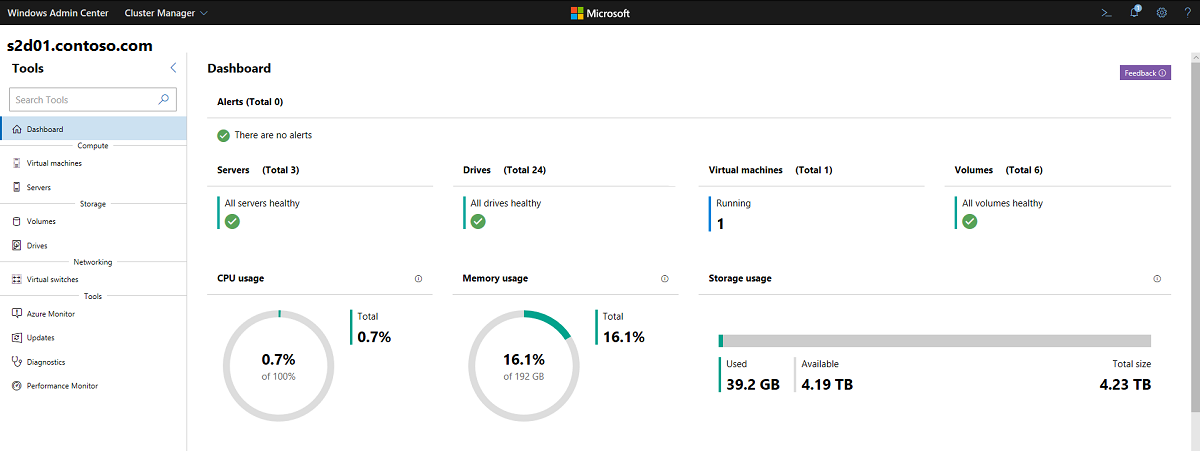 Windows Admin Center Cluster Manager Microsoft 1 ?
s2d01.contoso.com
Tools
Search Tools
Dashboard
Compute
Virtual machines
Servers
Storage
Volumes
Drives
Networking
Virtual switches
Tools
Azure Monitor
Updates
Diagnostics
Performance Monitor
Dashboard
Feedback
Alerts (Total 0)
There are no alerts
Servers (Total 3)
All servers healthy
Drives (Total 24)
All drives healthy
Virtual machines (Total 1)
Running
1
Volumes (Total 6)
All volumes healthy
CPU usage
0.7%
of 100%
Total
0.7%
Memory usage
16.1%
of 192 GB
Total
16.1%
Storage usage
Used
39.2 GB
Available
4.19 TB
Total size
4.23 TB